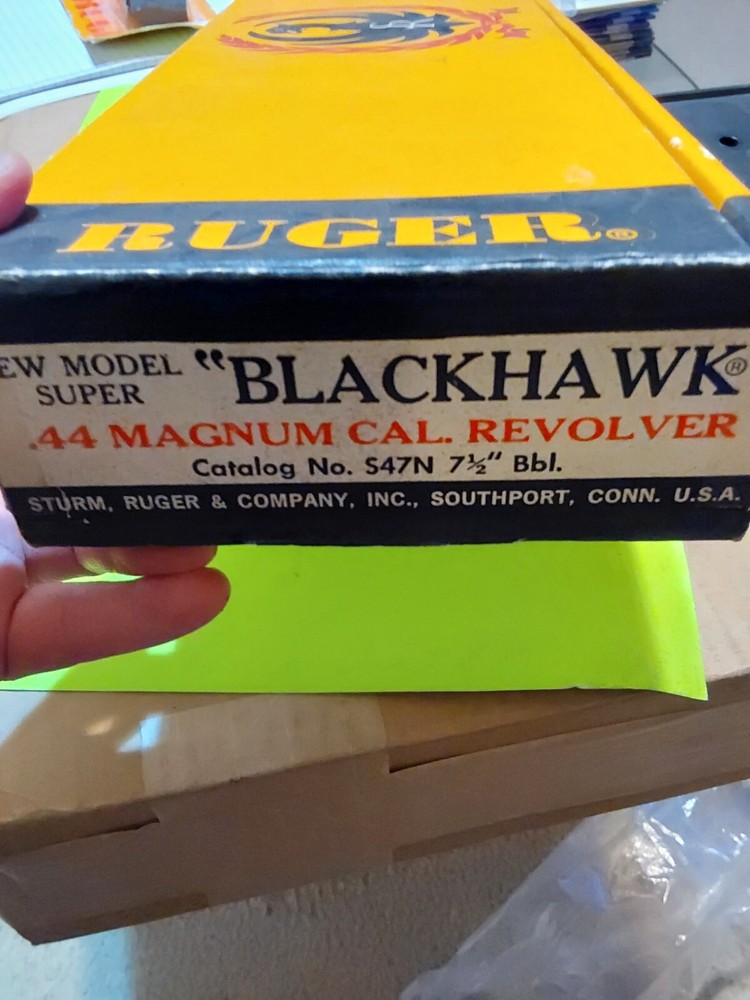 RUGER®
EW MODEL "BLACKHAWK®
SUPER
.44 MAGNUM CAL. REVOLVER
Catalog No. S47N 7½" Bbl.
STURM, RUGER & COMPANY, INC., SOUTHPORT, CONN. U.S.A.